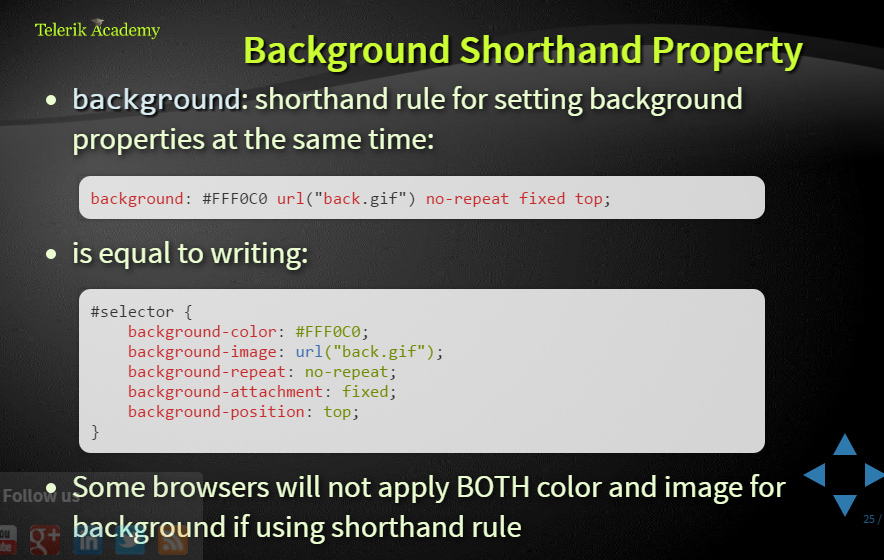 Telerik Academy
Background Shorthand Property
• background: shorthand rule for setting background
properties at the same time:
background: #FFF0C0 url("back.gif") no-repeat fixed top;
• is equal to writing:
#selector {
    background-color: #FFF0C0;
    background-image: url("back.gif");
    background-repeat: no-repeat;
    background-attachment: fixed;
    background-position: top;
}
Follow us
• Some browsers will not apply BOTH color and image for
background if using shorthand rule
g+ in
25 /